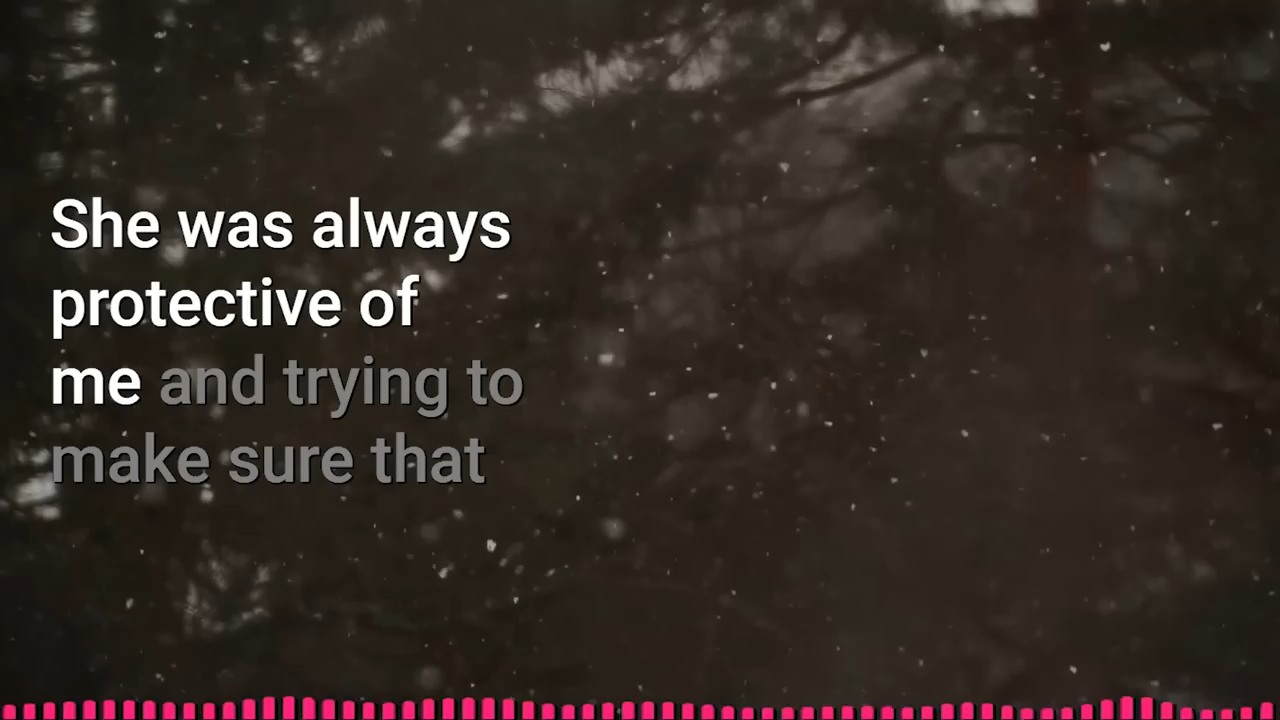 She was always
protective of
me and trying to
make sure that